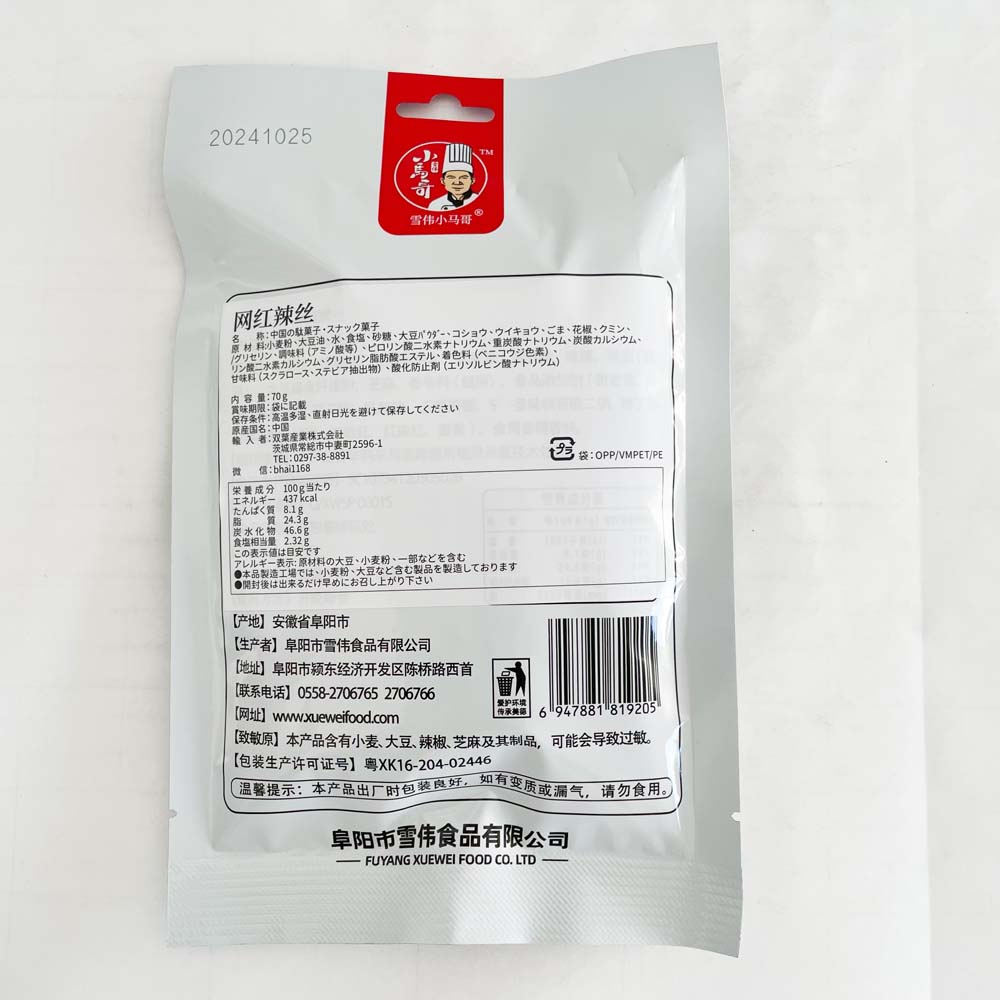 20241025
小馬哥
TM
雪伟小马哥®
网红辣丝
名 称:中国の駄菓子・スナック菓子
原 材 料:小麦粉、大豆油、水、食塩、砂糖、大豆パウダー、コショウ、ウイキョウ、ごま、花椒、クミン、
/グリセリン、調味料(アミノ酸等)、ピロリン酸二水素ナトリウム、重炭酸ナトリウム、炭酸カルシウム、
リン酸二水素カルシウム、グリセリン脂肪酸エステル、着色料(ベニコウジ色素)、
甘味料(スクラロース、ステビア抽出物)、酸化防止剤(エリソルビン酸ナトリウム)
内 容 量:70g
賞味期限:袋に記載
保存条件:高温多湿、直射日光を避けて保存してください
原産国名:中国
輸 入 者:双葉産業株式会社
茨城県常総市中妻町2596-1
TEL:0297-38-8891
微 信:bhai1168
プラ 袋:OPP/VMPET/PE
栄養成分 100g当たり
エネルギー 437 kcal
たんぱく質 8.1g
脂 質 24.3g
炭水化物 46.6g
食塩相当量 2.32g
この表示値は目安です
アレルギー表示:原材料の大豆、小麦粉、一部などを含む
●本品製造工場では、小麦粉、大豆など含む製品を製造しております
●開封後は出来るだけ早めにお召し上がり下さい
【产地】安徽省阜阳市
【生产者】阜阳市雪伟食品有限公司
【地址】阜阳市颍东经济开发区陈桥路西首
【联系电话】0558-2706765 2706766
【网址】www.xueweifood.com
爱护环境
传承美德
6 947881 819205
【致敏原】本产品含有小麦、大豆、辣椒、芝麻及其制品，可能会导致过敏。
【包装生产许可证号】粤XK16-204-02446
温馨提示：本产品出厂时包装良好，如有变质或漏气，请勿食用。
阜阳市雪伟食品有限公司
FUYANG XUEWEI FOOD CO. LTD